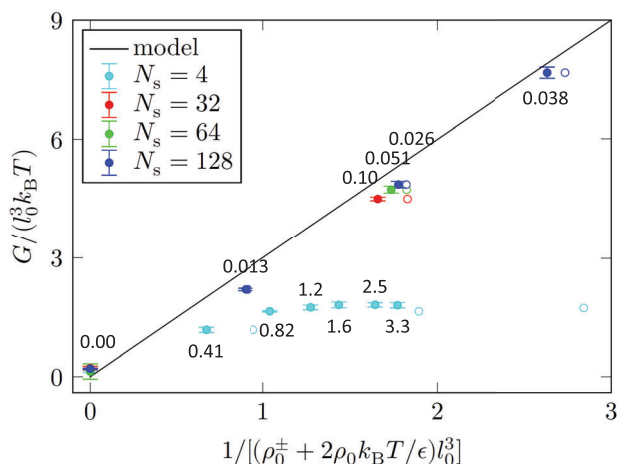 9
6
3
0
G/(l_0^3 k_B T)
model
N_s = 4
N_s = 32
N_s = 64
N_s = 128
0.038
0.026
0.051
0.10
0.013
1.2
2.5
0.00
0.82
1.6
3.3
0.41
0
1
2
3
1/[(ρ_0^± + 2ρ_0 k_B T/ϵ)l_0^3]